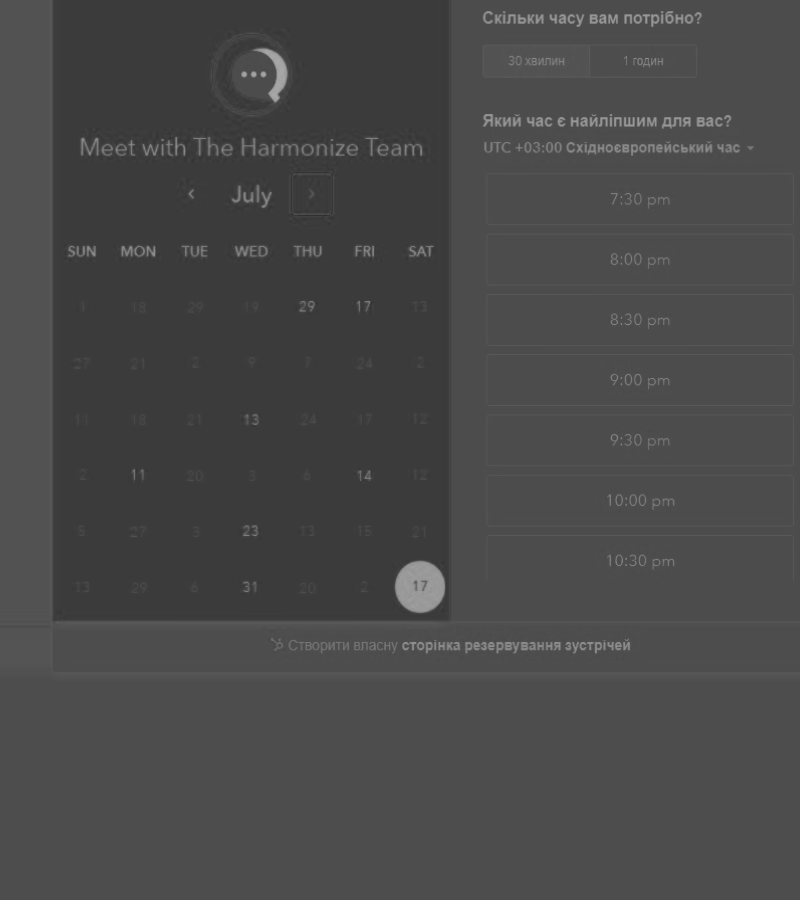 Meet with The Harmonize Team
July
SUN MON TUE WED THU FRI SAT
1 18 29 19 29 17 13
27 21 2 9 7 24 2
11 18 21 13 24 17 12
2 11 20 3 6 14 12
5 27 3 23 13 15 21
13 29 6 31 20 2 17
Скільки часу вам потрібно?
30 хвилин 1 годин
Який час є найліпшим для вас?
UTC +03:00 Східноєвропейський час
7:30 pm
8:00 pm
8:30 pm
9:00 pm
9:30 pm
10:00 pm
10:30 pm
Створити власну сторінка резервування зустрічей